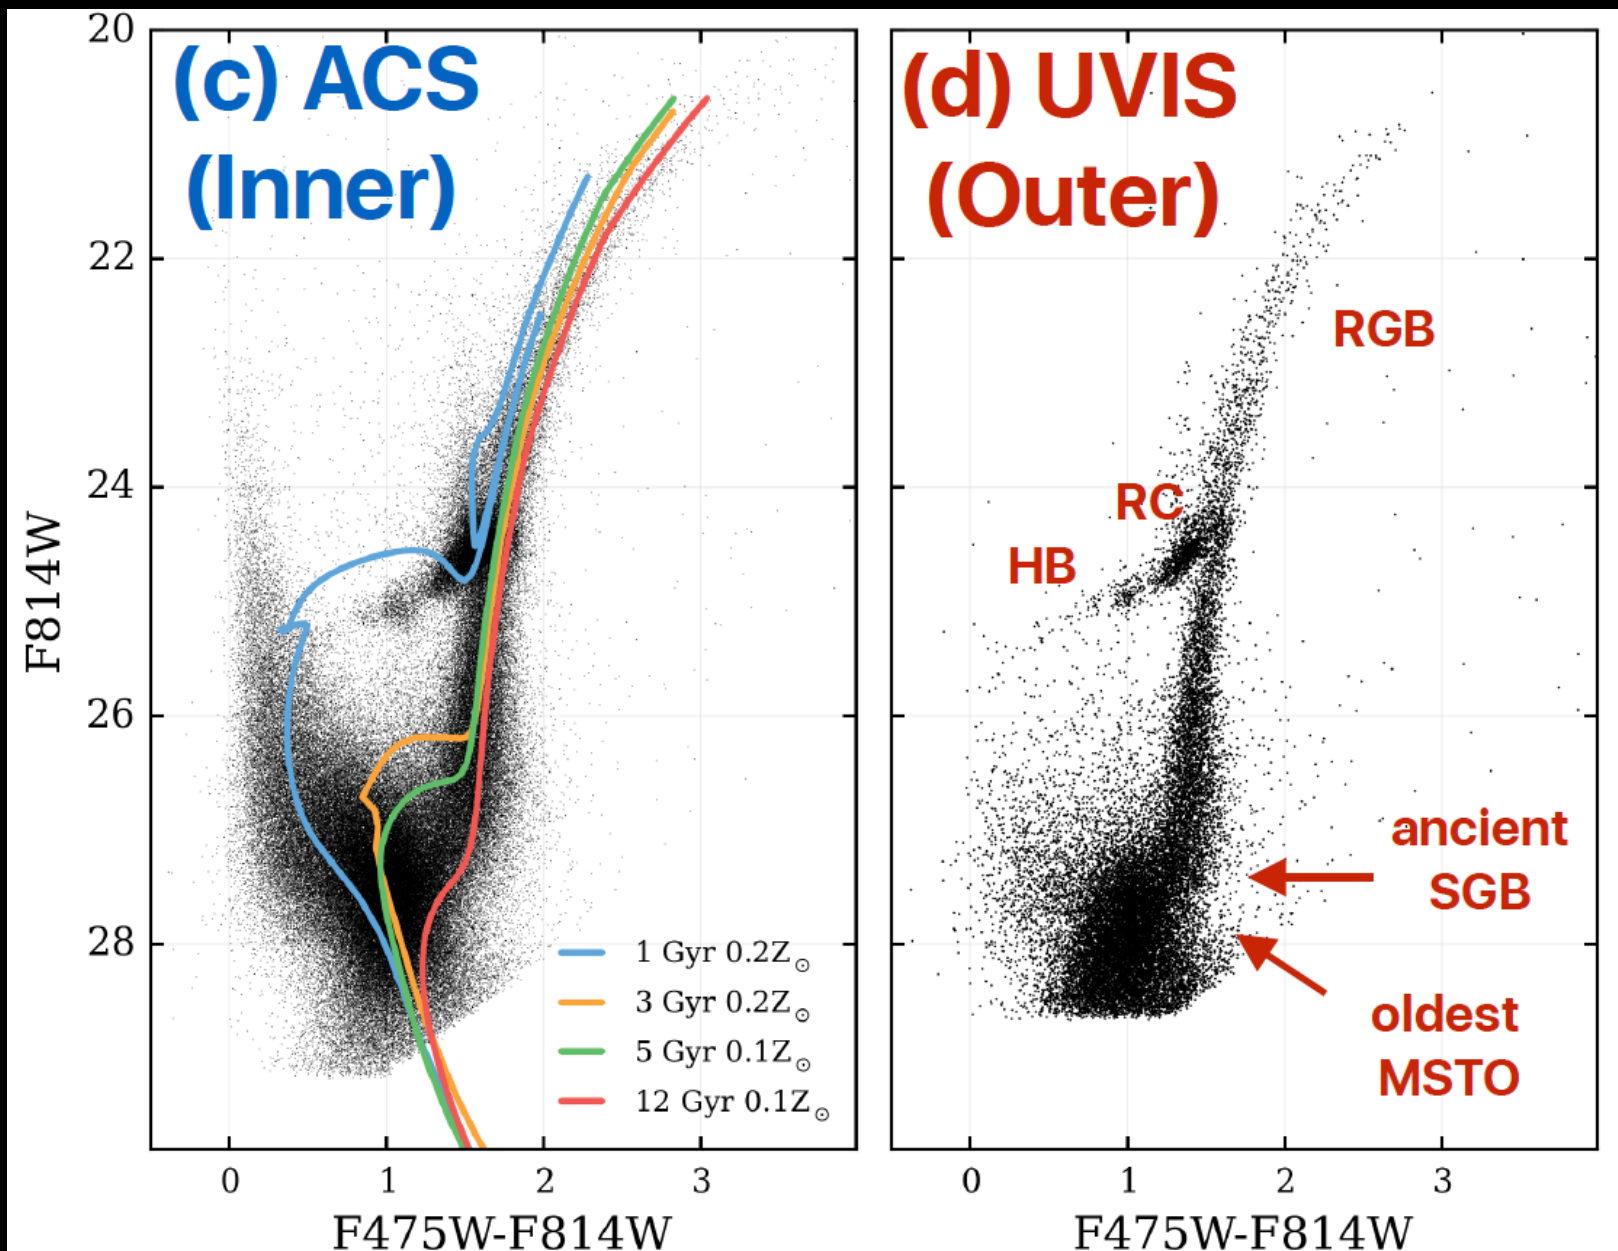 (c) ACS
(Inner)
(d) UVIS
(Outer)
20
22
24
26
28
F814W
RGB
RC
HB
ancient
SGB
oldest
MSTO
1 Gyr 0.2Z⊙
3 Gyr 0.2Z⊙
5 Gyr 0.1Z⊙
12 Gyr 0.1Z⊙
0 1 2 3
0 1 2 3
F475W-F814W
F475W-F814W